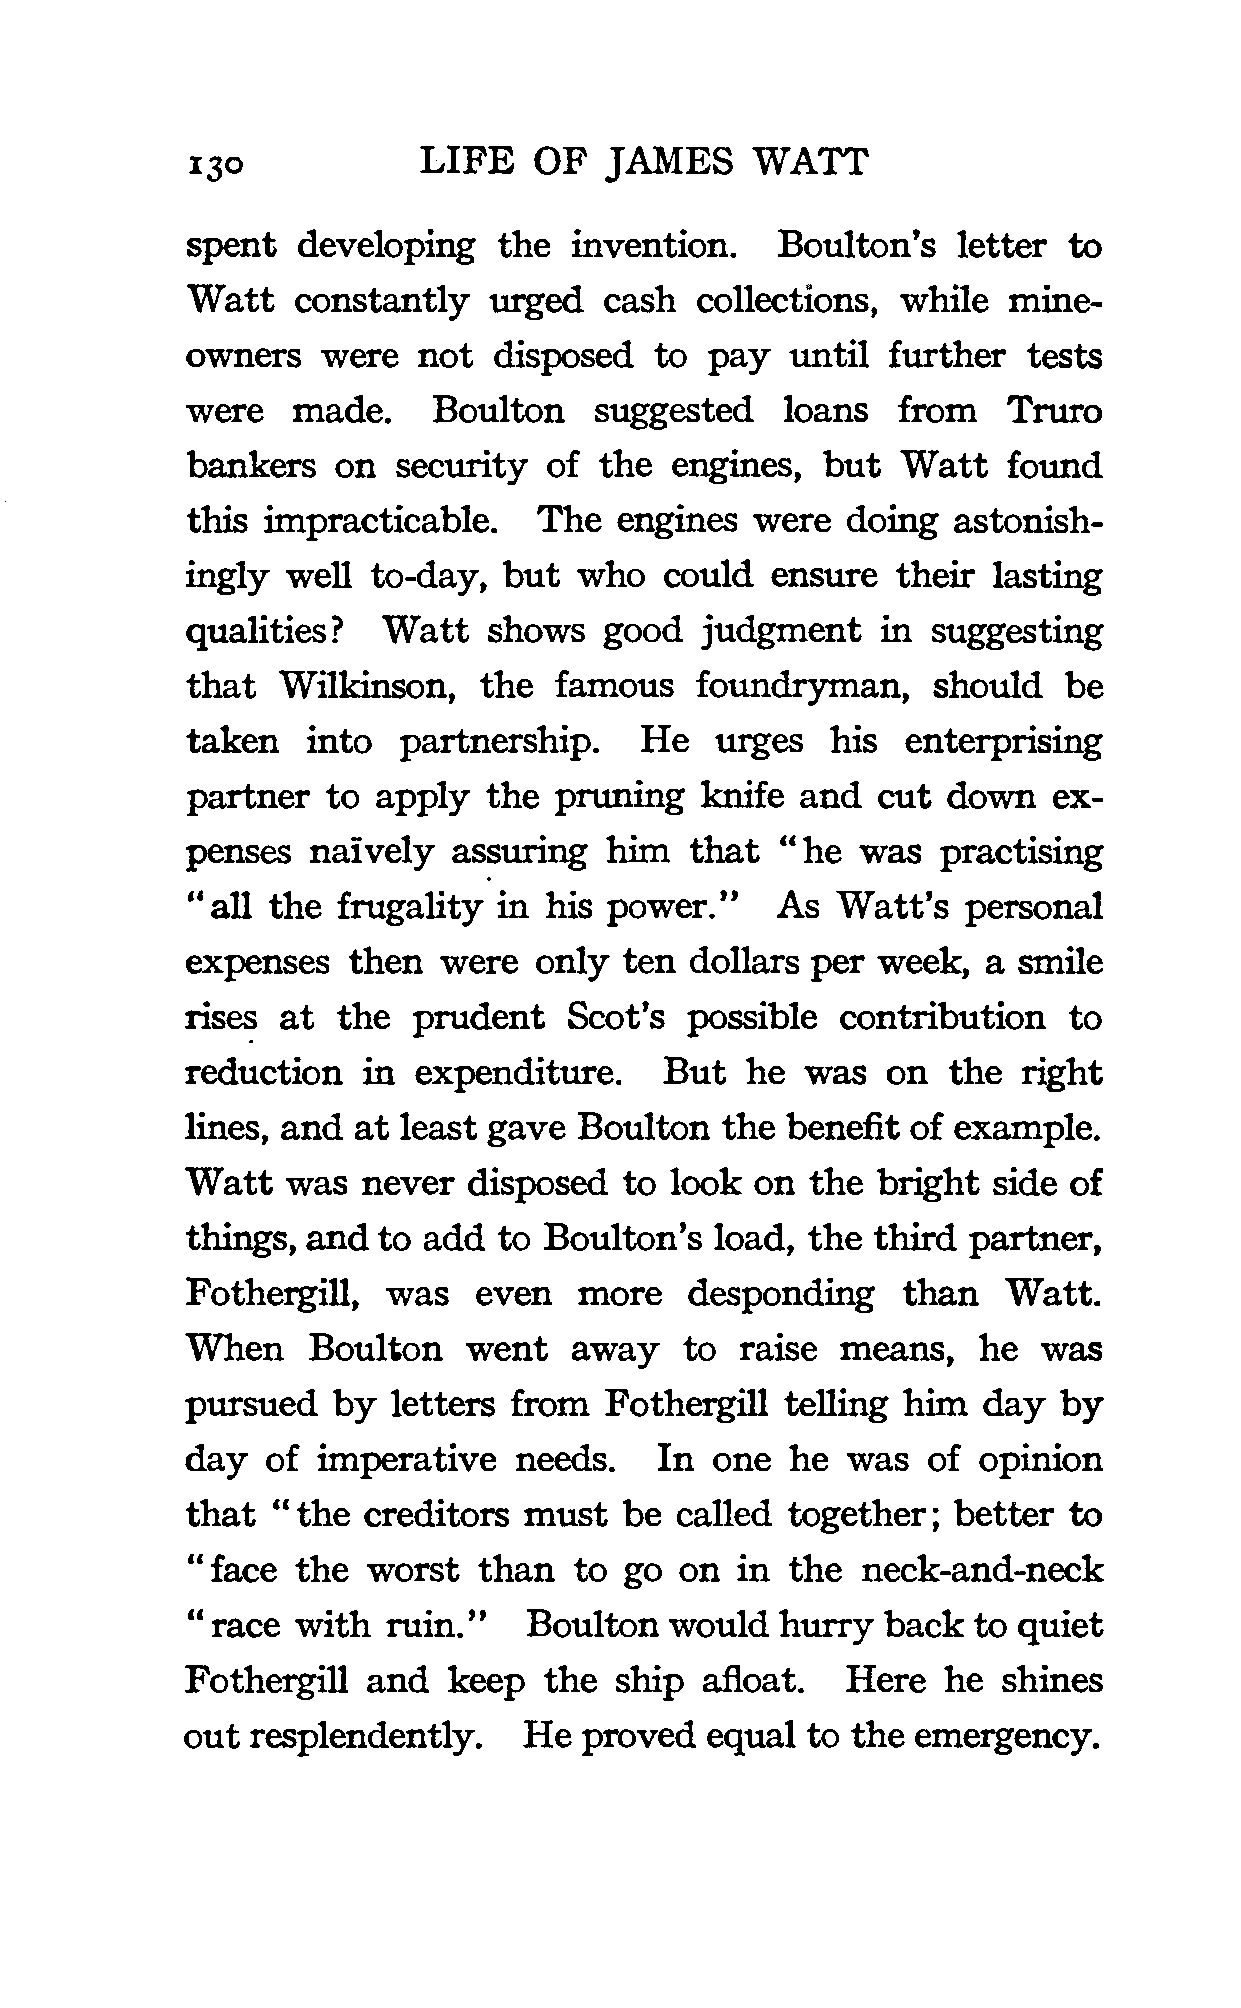 130 LIFE OF JAMES WATT
spent developing the invention. Boulton's letter to
Watt constantly urged cash collections, while mine-
owners were not disposed to pay until further tests
were made. Boulton suggested loans from Truro
bankers on security of the engines, but Watt found
this impracticable. The engines were doing astonish-
ingly well to-day, but who could ensure their lasting
qualities? Watt shows good judgment in suggesting
that Wilkinson, the famous foundryman, should be
taken into partnership. He urges his enterprising
partner to apply the pruning knife and cut down ex-
penses naïvely assuring him that "he was practising
"all the frugality in his power." As Watt's personal
expenses then were only ten dollars per week, a smile
rises at the prudent Scot's possible contribution to
reduction in expenditure. But he was on the right
lines, and at least gave Boulton the benefit of example.
Watt was never disposed to look on the bright side of
things, and to add to Boulton's load, the third partner,
Fothergill, was even more desponding than Watt.
When Boulton went away to raise means, he was
pursued by letters from Fothergill telling him day by
day of imperative needs. In one he was of opinion
that "the creditors must be called together; better to
"face the worst than to go on in the neck-and-neck
"race with ruin." Boulton would hurry back to quiet
Fothergill and keep the ship afloat. Here he shines
out resplendently. He proved equal to the emergency.